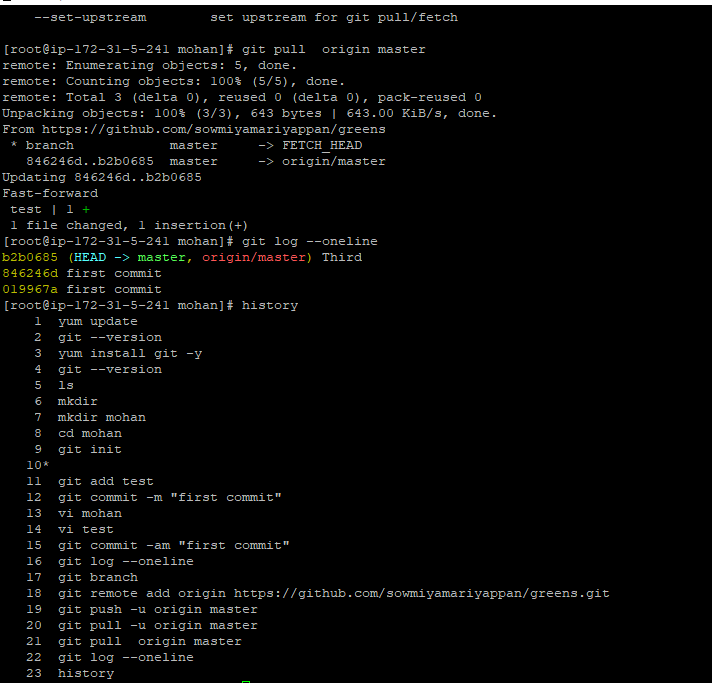 --set-upstream        set upstream for git pull/fetch
[root@ip-172-31-5-241 mohan]# git pull  origin master
remote: Enumerating objects: 5, done.
remote: Counting objects: 100% (5/5), done.
remote: Total 3 (delta 0), reused 0 (delta 0), pack-reused 0
Unpacking objects: 100% (3/3), 643 bytes | 643.00 KiB/s, done.
From https://github.com/sowmiyamariyappan/greens
 * branch            master     -> FETCH_HEAD
   846246d..b2b0685  master     -> origin/master
Updating 846246d..b2b0685
Fast-forward
 test | 1 +
 1 file changed, 1 insertion(+)
[root@ip-172-31-5-241 mohan]# git log --oneline
b2b0685 (HEAD -> master, origin/master) Third
846246d first commit
019967a first commit
[root@ip-172-31-5-241 mohan]# history
    1  yum update
    2  git --version
    3  yum install git -y
    4  git --version
    5  ls
    6  mkdir
    7  mkdir mohan
    8  cd mohan
    9  git init
   10*
   11  git add test
   12  git commit -m "first commit"
   13  vi mohan
   14  vi test
   15  git commit -am "first commit"
   16  git log --oneline
   17  git branch
   18  git remote add origin https://github.com/sowmiyamariyappan/greens.git
   19  git push -u origin master
   20  git pull -u origin master
   21  git pull  origin master
   22  git log --oneline
   23  history